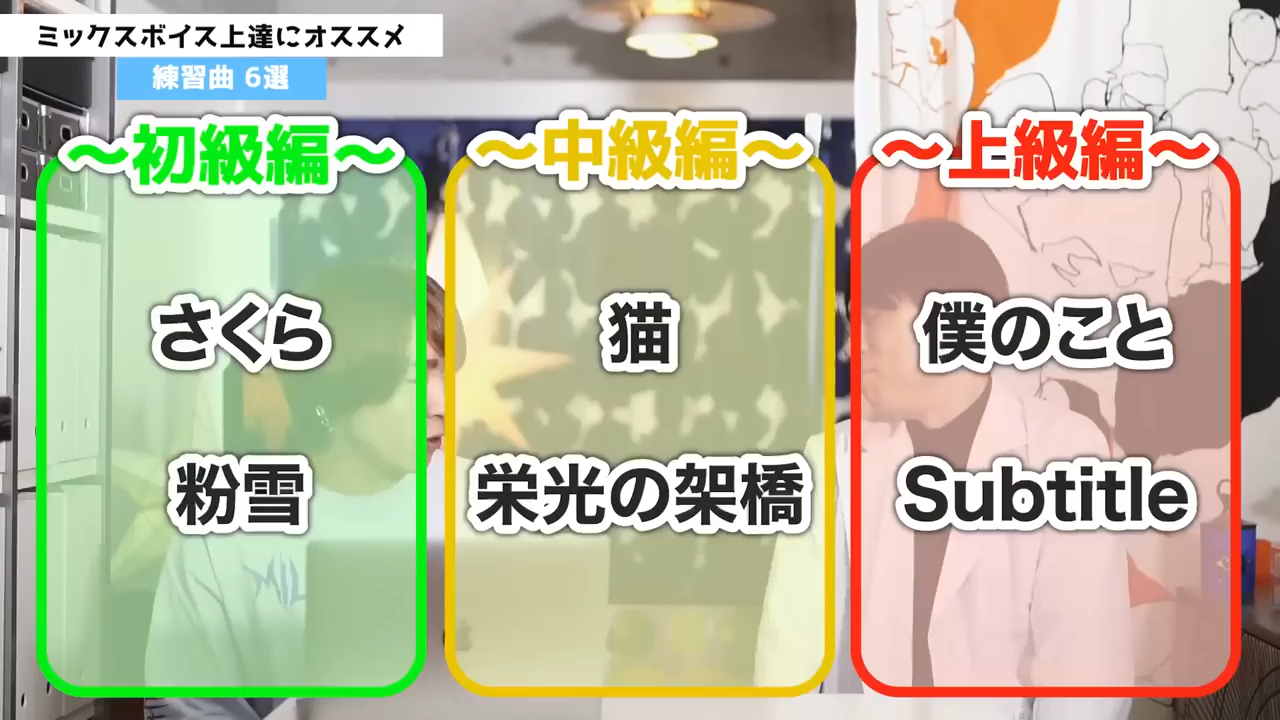 ミックスボイス上達にオススメ
練習曲 6選
〜初級編〜
さくら
粉雪
〜中級編〜
猫
栄光の架橋
〜上級編〜
僕のこと
Subtitle
MIL